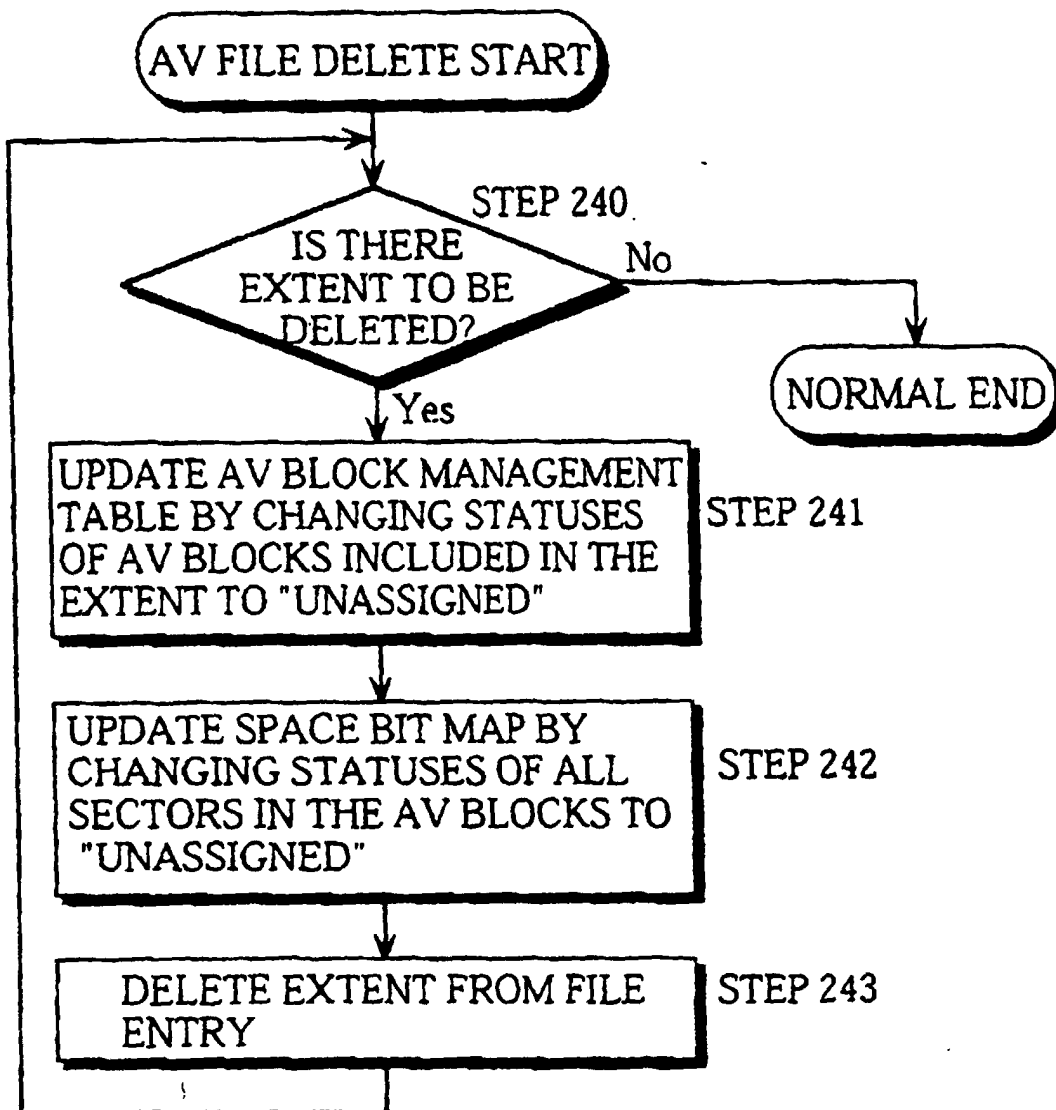 AV FILE DELETE START
STEP 240
IS THERE
EXTENT TO BE
DELETED?
No
NORMAL END
Yes
UPDATE AV BLOCK MANAGEMENT
TABLE BY CHANGING STATUSES
OF AV BLOCKS INCLUDED IN THE
EXTENT TO "UNASSIGNED"
STEP 241
UPDATE SPACE BIT MAP BY
CHANGING STATUSES OF ALL
SECTORS IN THE AV BLOCKS TO
"UNASSIGNED"
STEP 242
DELETE EXTENT FROM FILE
ENTRY
STEP 243